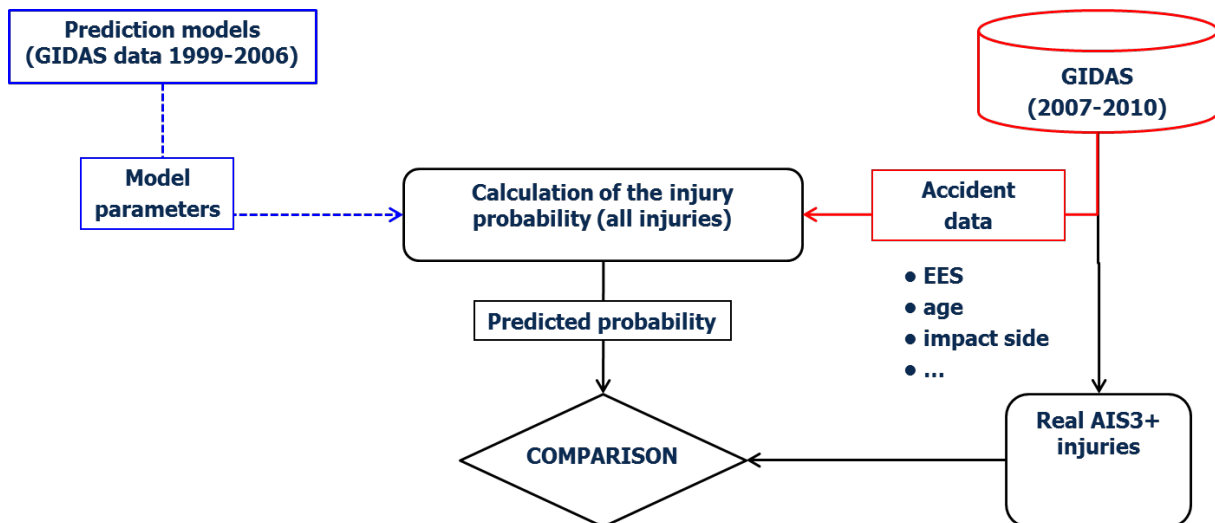 Prediction models
(GIDAS data 1999-2006)
GIDAS
(2007-2010)
Model
parameters
Calculation of the injury
probability (all injuries)
Accident
data
• EES
• age
• impact side
• ...
Predicted probability
COMPARISON
Real AIS3+
injuries